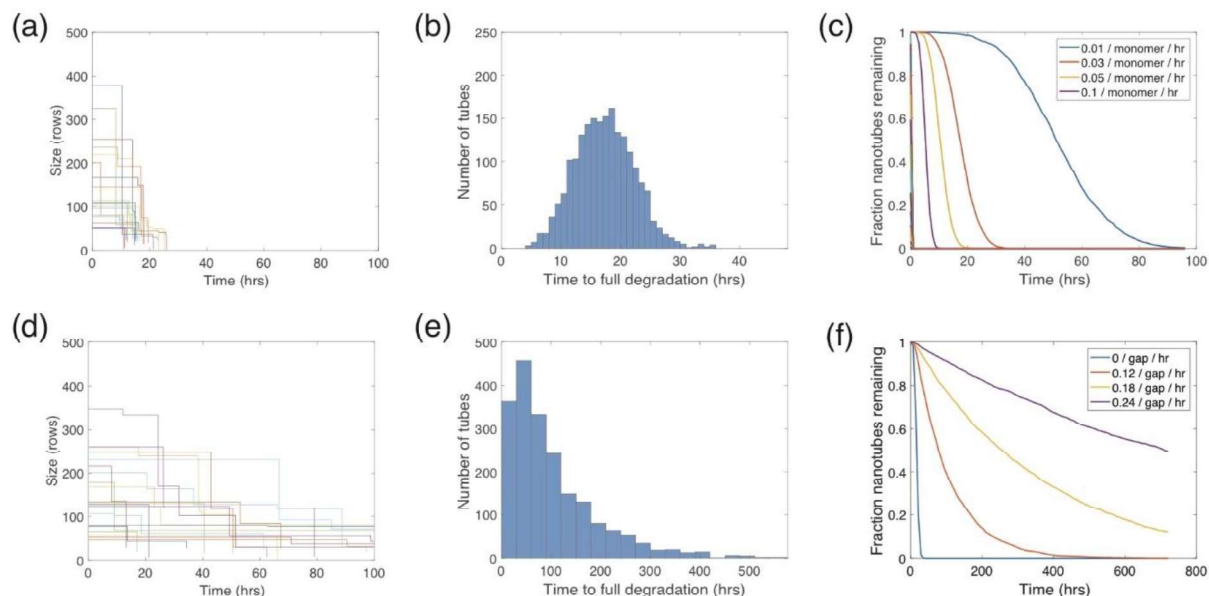 (a)
500
400
300
200
100
0
Size (rows)
0 20 40 60 80 100
Time (hrs)
(b)
250
200
150
100
50
0
Number of tubes
0 10 20 30 40
Time to full degradation (hrs)
(c)
1
0.8
0.6
0.4
0.2
0
Fraction nanotubes remaining
0.01 / monomer / hr
0.03 / monomer / hr
0.05 / monomer / hr
0.1 / monomer / hr
0 20 40 60 80 100
Time (hrs)
(d)
500
400
300
200
100
0
Size (rows)
0 20 40 60 80 100
Time (hrs)
(e)
500
400
300
200
100
0
Number of tubes
0 100 200 300 400 500
Time to full degradation (hrs)
(f)
1
0.8
0.6
0.4
0.2
0
Fraction nanotubes remaining
0 / gap / hr
0.12 / gap / hr
0.18 / gap / hr
0.24 / gap / hr
0 200 400 600 800
Time (hrs)